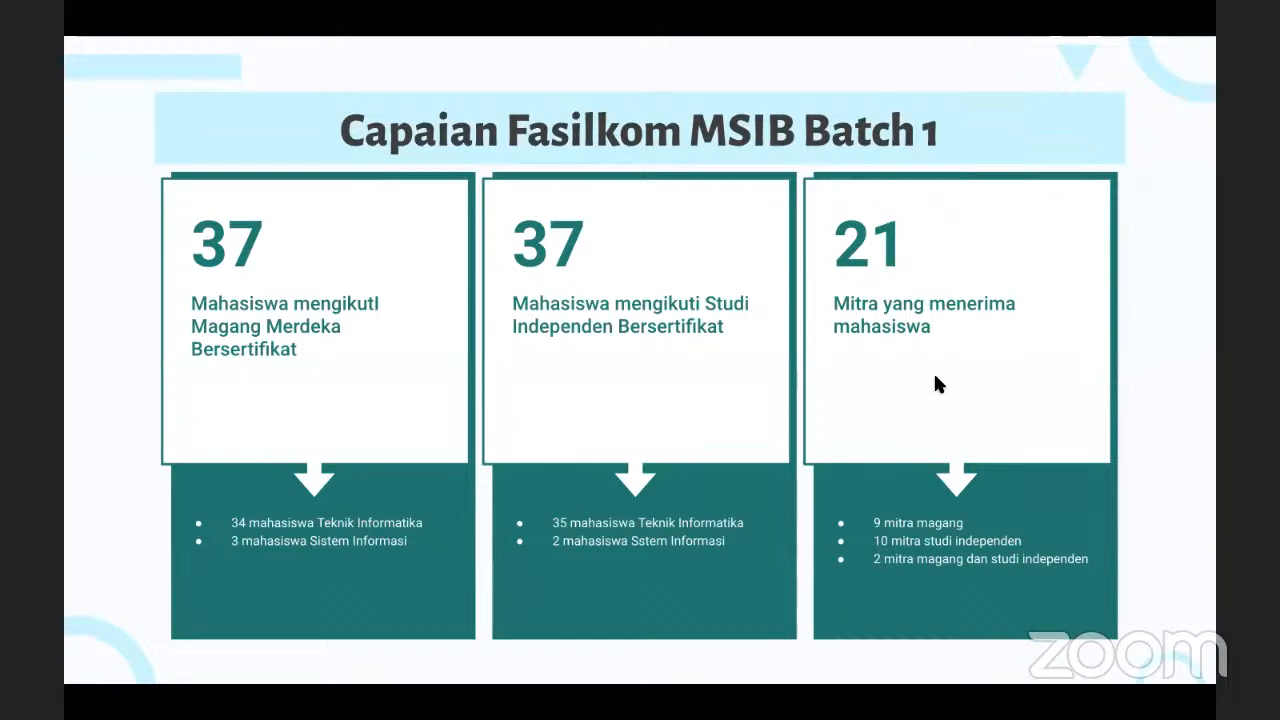 Capaian Fasilkom MSIB Batch 1
37
Mahasiswa mengikutI
Magang Merdeka
Bersertifikat
34 mahasiswa Teknik Informatika
3 mahasiswa Sistem Informasi
37
Mahasiswa mengikuti Studi
Independen Bersertifikat
35 mahasiswa Teknik Informatika
2 mahasiswa Sstem Informasi
21
Mitra yang menerima
mahasiswa
9 mitra magang
10 mitra studi independen
2 mitra magang dan studi independen
zoom